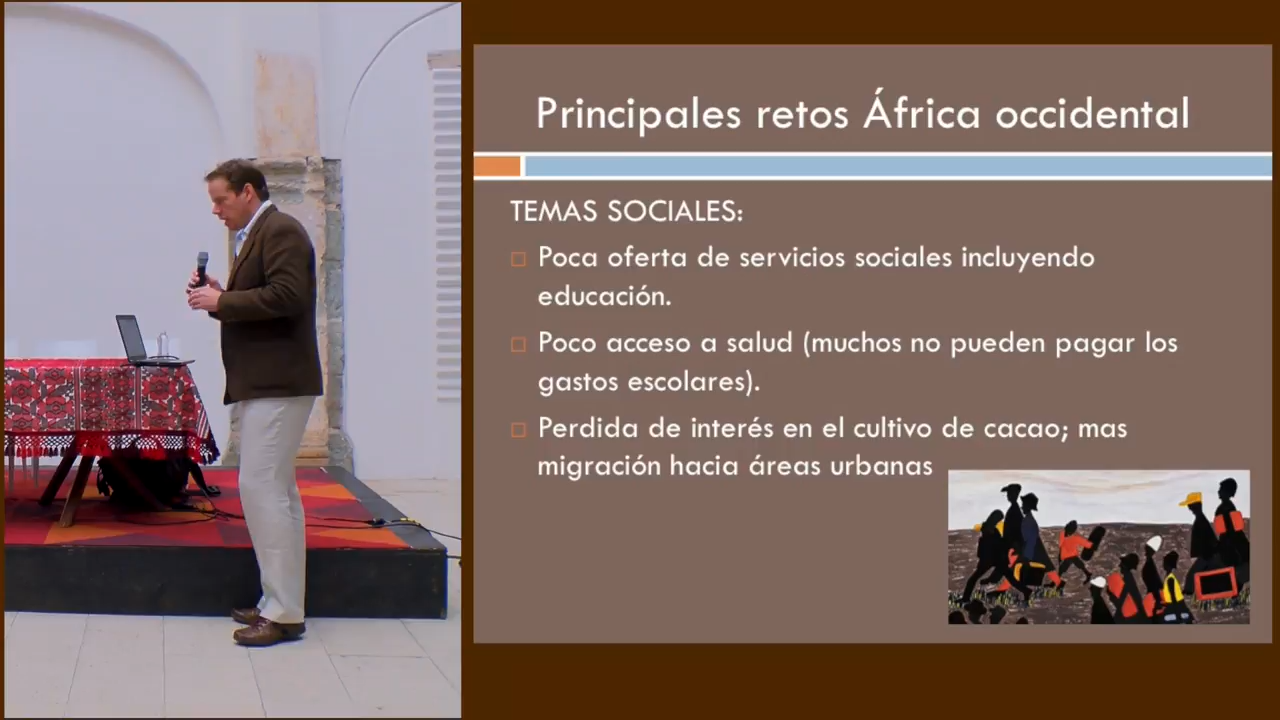 Principales retos África occidental
TEMAS SOCIALES:
Poca oferta de servicios sociales incluyendo
educación.
Poco acceso a salud (muchos no pueden pagar los
gastos escolares).
Perdida de interés en el cultivo de cacao; mas
migración hacia áreas urbanas